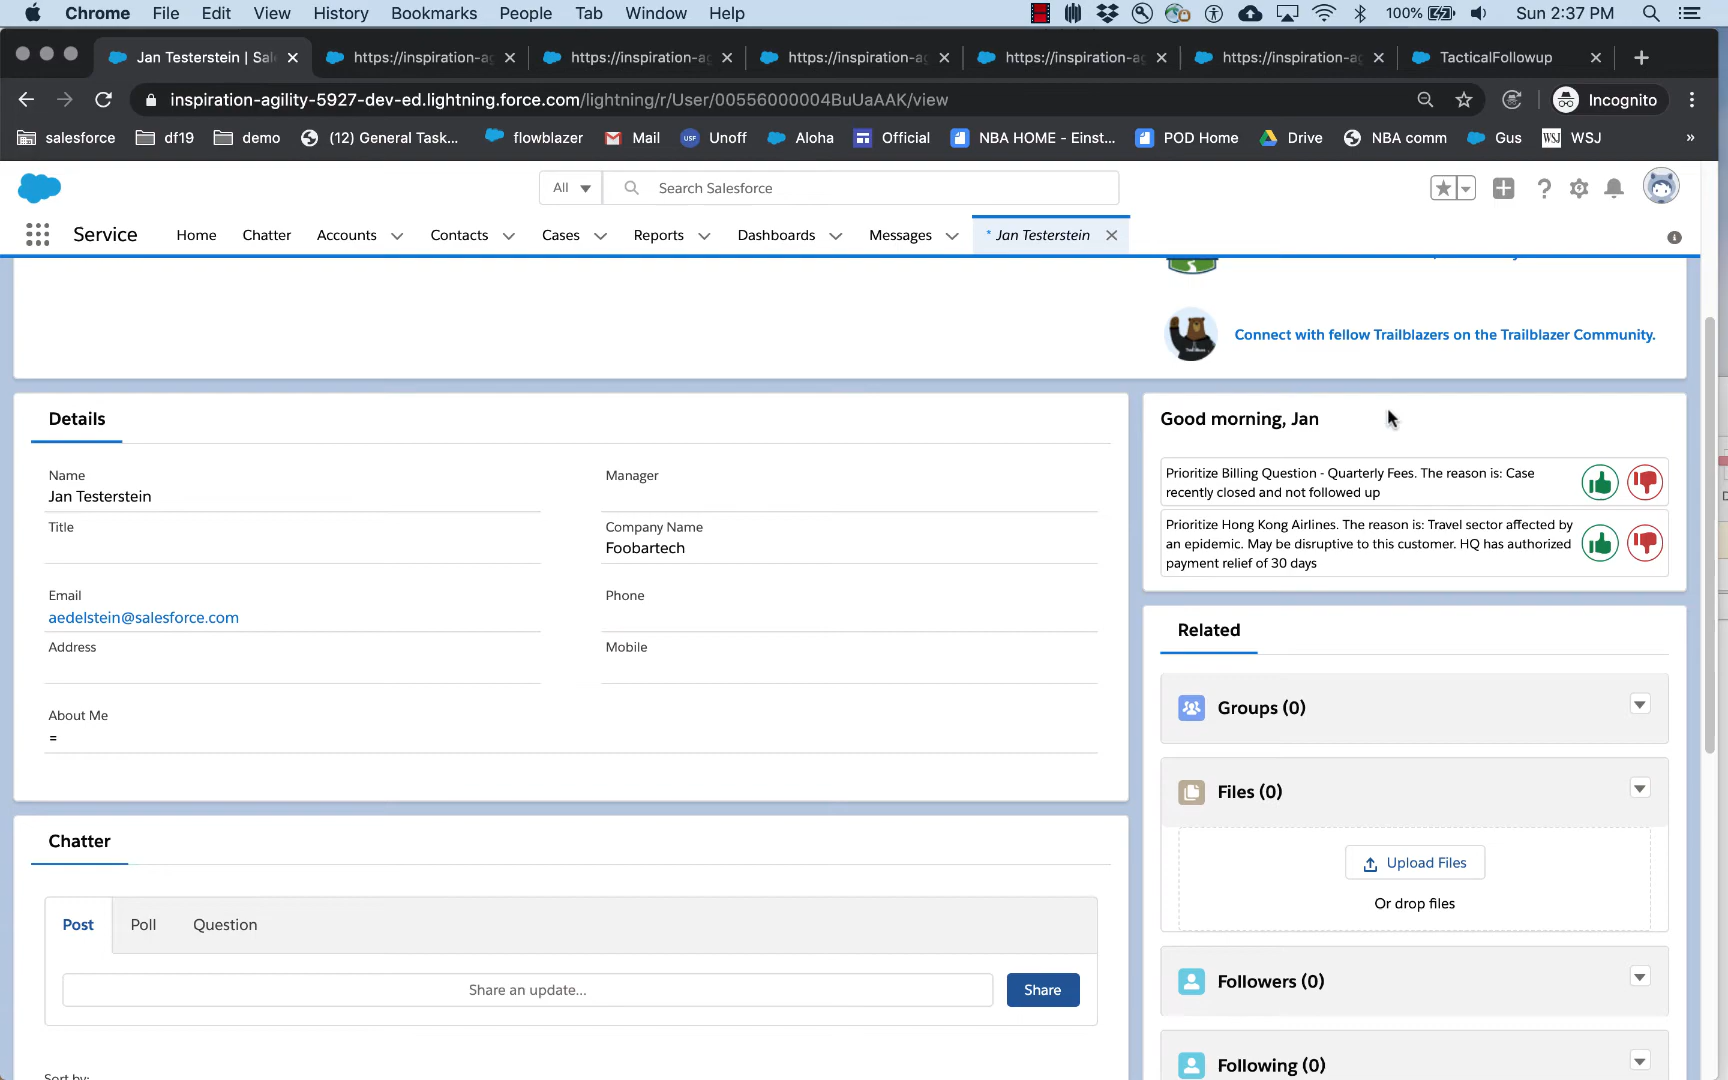 Chrome File Edit View History Bookmarks People Tab Window Help 100% Sun 2:37 PM
Jan Testerstein | Sal https://inspiration-ag https://inspiration-ag https://inspiration-ag https://inspiration-ag https://inspiration-ag TacticalFollowup
inspiration-agility-5927-dev-ed.lightning.force.com/lightning/r/User/00556000004BuUaAAK/view Incognito
salesforce df19 demo (12) General Task... flowblazer Mail Unoff Aloha Official NBA HOME - Einst... POD Home Drive NBA comm Gus WSJ WSJ »
All Search Salesforce
Service Home Chatter Accounts Contacts Cases Reports Dashboards Messages * Jan Testerstein
Connect with fellow Trailblazers on the Trailblazer Community.
Details
Name
Jan Testerstein
Manager
Title
Company Name
Foobartech
Email
aedelstein@salesforce.com
Phone
Address
Mobile
About Me
=
Good morning, Jan
Prioritize Billing Question - Quarterly Fees. The reason is: Case
recently closed and not followed up
Prioritize Hong Kong Airlines. The reason is: Travel sector affected by
an epidemic. May be disruptive to this customer. HQ has authorized
payment relief of 30 days
Related
Groups (0)
Files (0)
Upload Files
Or drop files
Followers (0)
Following (0)
Chatter
Post Poll Question
Share an update... Share
Sort by: